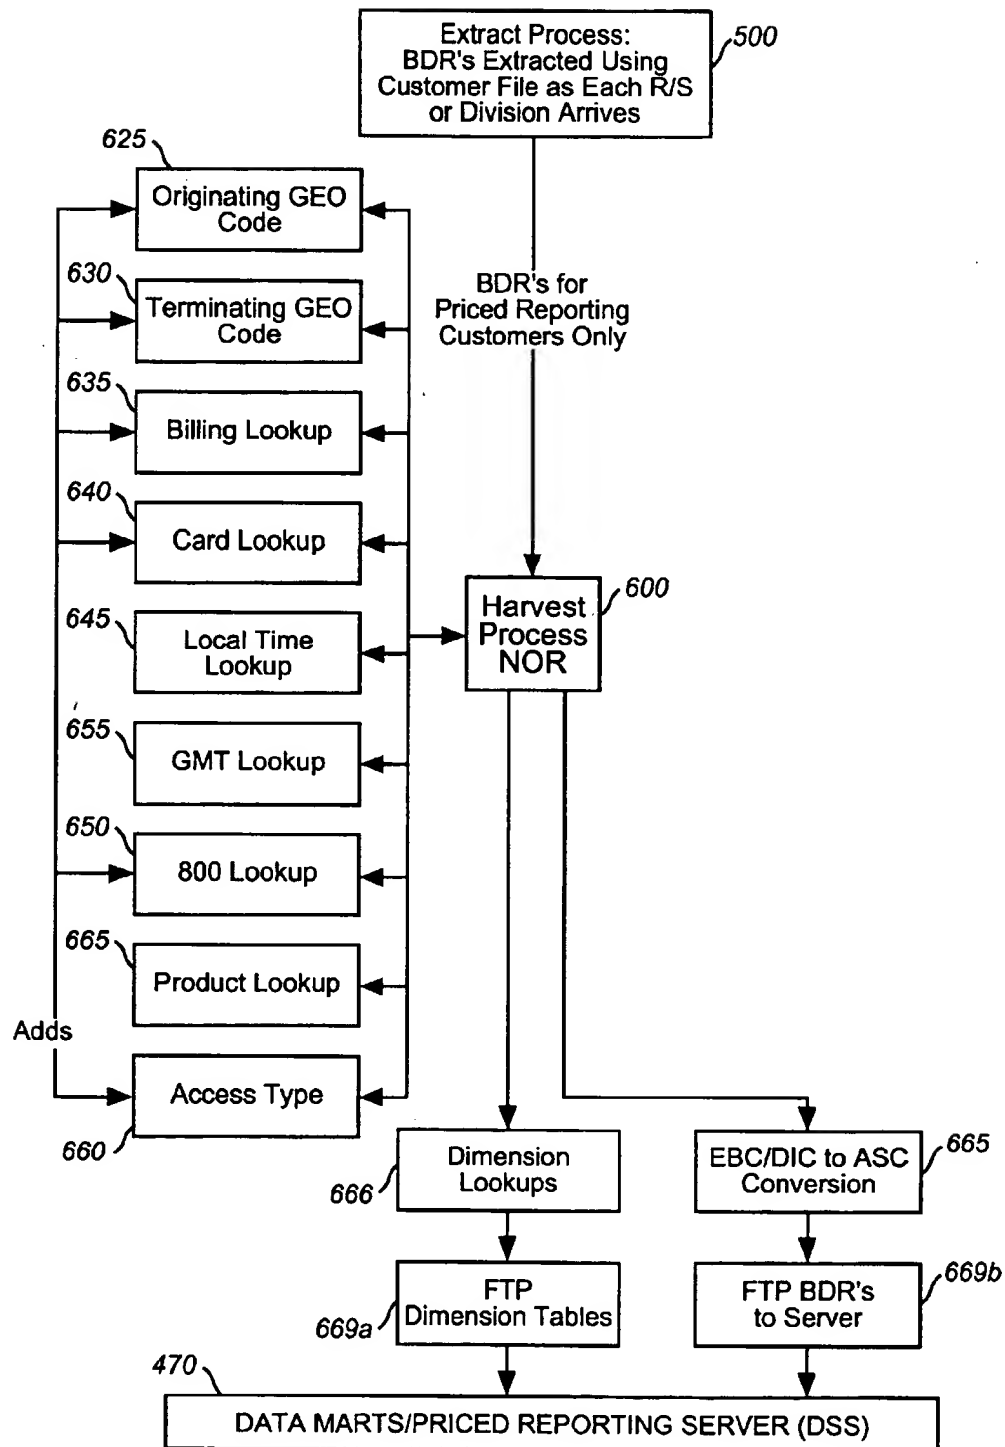 Extract Process:
BDR's Extracted Using
Customer File as Each R/S
or Division Arrives
500
625
Originating GEO
Code
630
Terminating GEO
Code
BDR's for
Priced Reporting
Customers Only
635
Billing Lookup
640
Card Lookup
600
Harvest
Process
NOR
645
Local Time
Lookup
655
GMT Lookup
650
800 Lookup
665
Product Lookup
Adds
Access Type
660
Dimension
Lookups
666
EBC/DIC to ASC
Conversion
665
FTP
Dimension Tables
669a
FTP BDR's
to Server
669b
470
DATA MARTS/PRICED REPORTING SERVER (DSS)